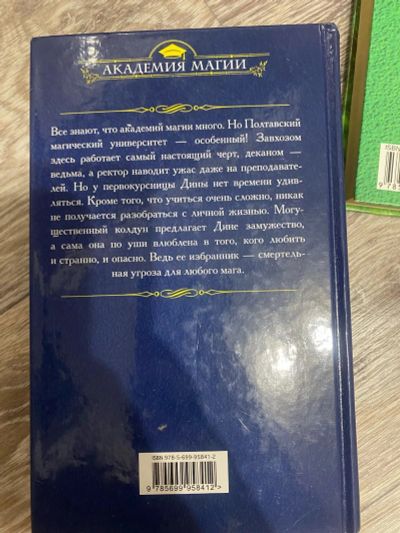 АКАДЕМИЯ МАГИИ
Все знают, что академий магии много. Но Полтавский
магический университет — особенный! Завхозом
здесь работает самый настоящий черт, деканом —
ведьма, а ректор наводит ужас даже на преподавате-
лей. Но у первокурсницы Дины нет времени удив-
ляться. Кроме того, что учиться очень сложно, никак
не получается разобраться с личной жизнью. Могу-
щественный колдун предлагает Дине замужество,
а сама она по уши влюблена в того, кого любить
и странно, и опасно. Ведь ее избранник — смертель-
ная угроза для любого мага.
ISBN 978-5-699-95841-2
9 785699 958412 >
ISBN
9 78